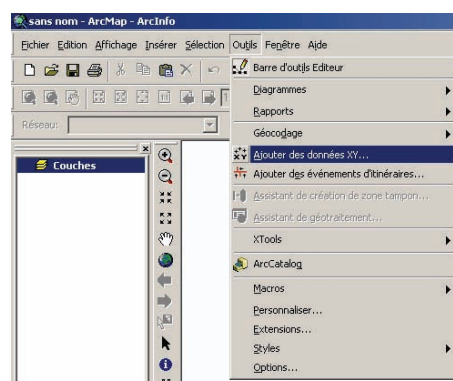 sans nom - ArcMap - ArcInfo
Fichier Edition Affichage Insérer Sélection Outils Fenêtre Aide
Barre d'outils Editeur
Diagrammes
Rapports
Réseau:
Géocodage
Couches
Ajouter des données XY...
Ajouter des événements d'itinéraires...
Assistant de création de zone tampon...
Assistant de géotraitement...
XTools
ArcCatalog
Macros
Personnaliser...
Extensions...
Styles
Options...